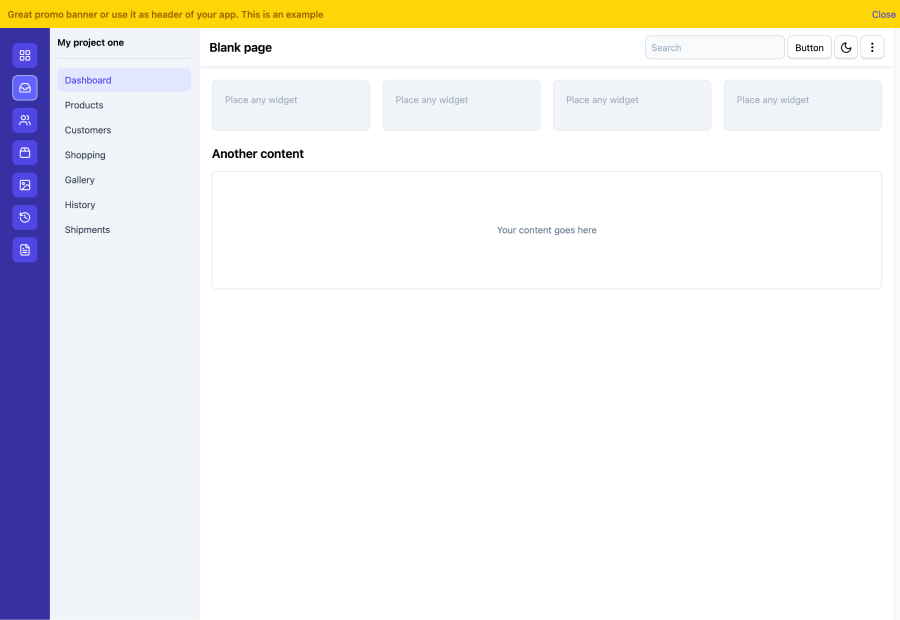 Great promo banner or use it as header of your app. This is an example
Close
My project one
Dashboard
Products
Customers
Shopping
Gallery
History
Shipments
Blank page
Search
Button
Place any widget
Place any widget
Place any widget
Place any widget
Another content
Your content goes here